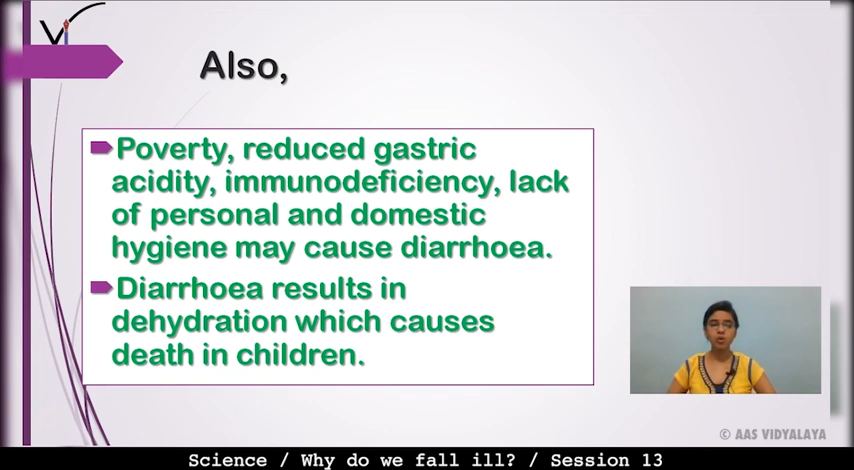 Also,
Poverty, reduced gastric
acidity, immunodeficiency, lack
of personal and domestic
hygiene may cause diarrhoea.
Diarrhoea results in
dehydration which causes
death in children.
© AAS VIDYALAYA
Science / Why do we fall ill? / Session 13